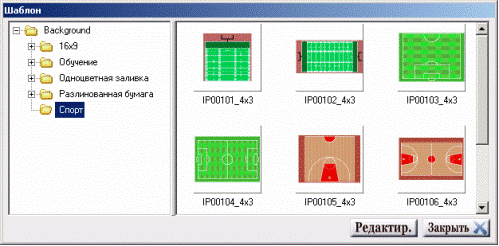 Шаблон
Background
16x9
Обучение
Одноцветная заливка
Разлинованная бумага
Спорт
IP00101_4x3
IP00102_4x3
IP00103_4x3
IP00104_4x3
IP00105_4x3
IP00106_4x3
Редактир.
Закрыть